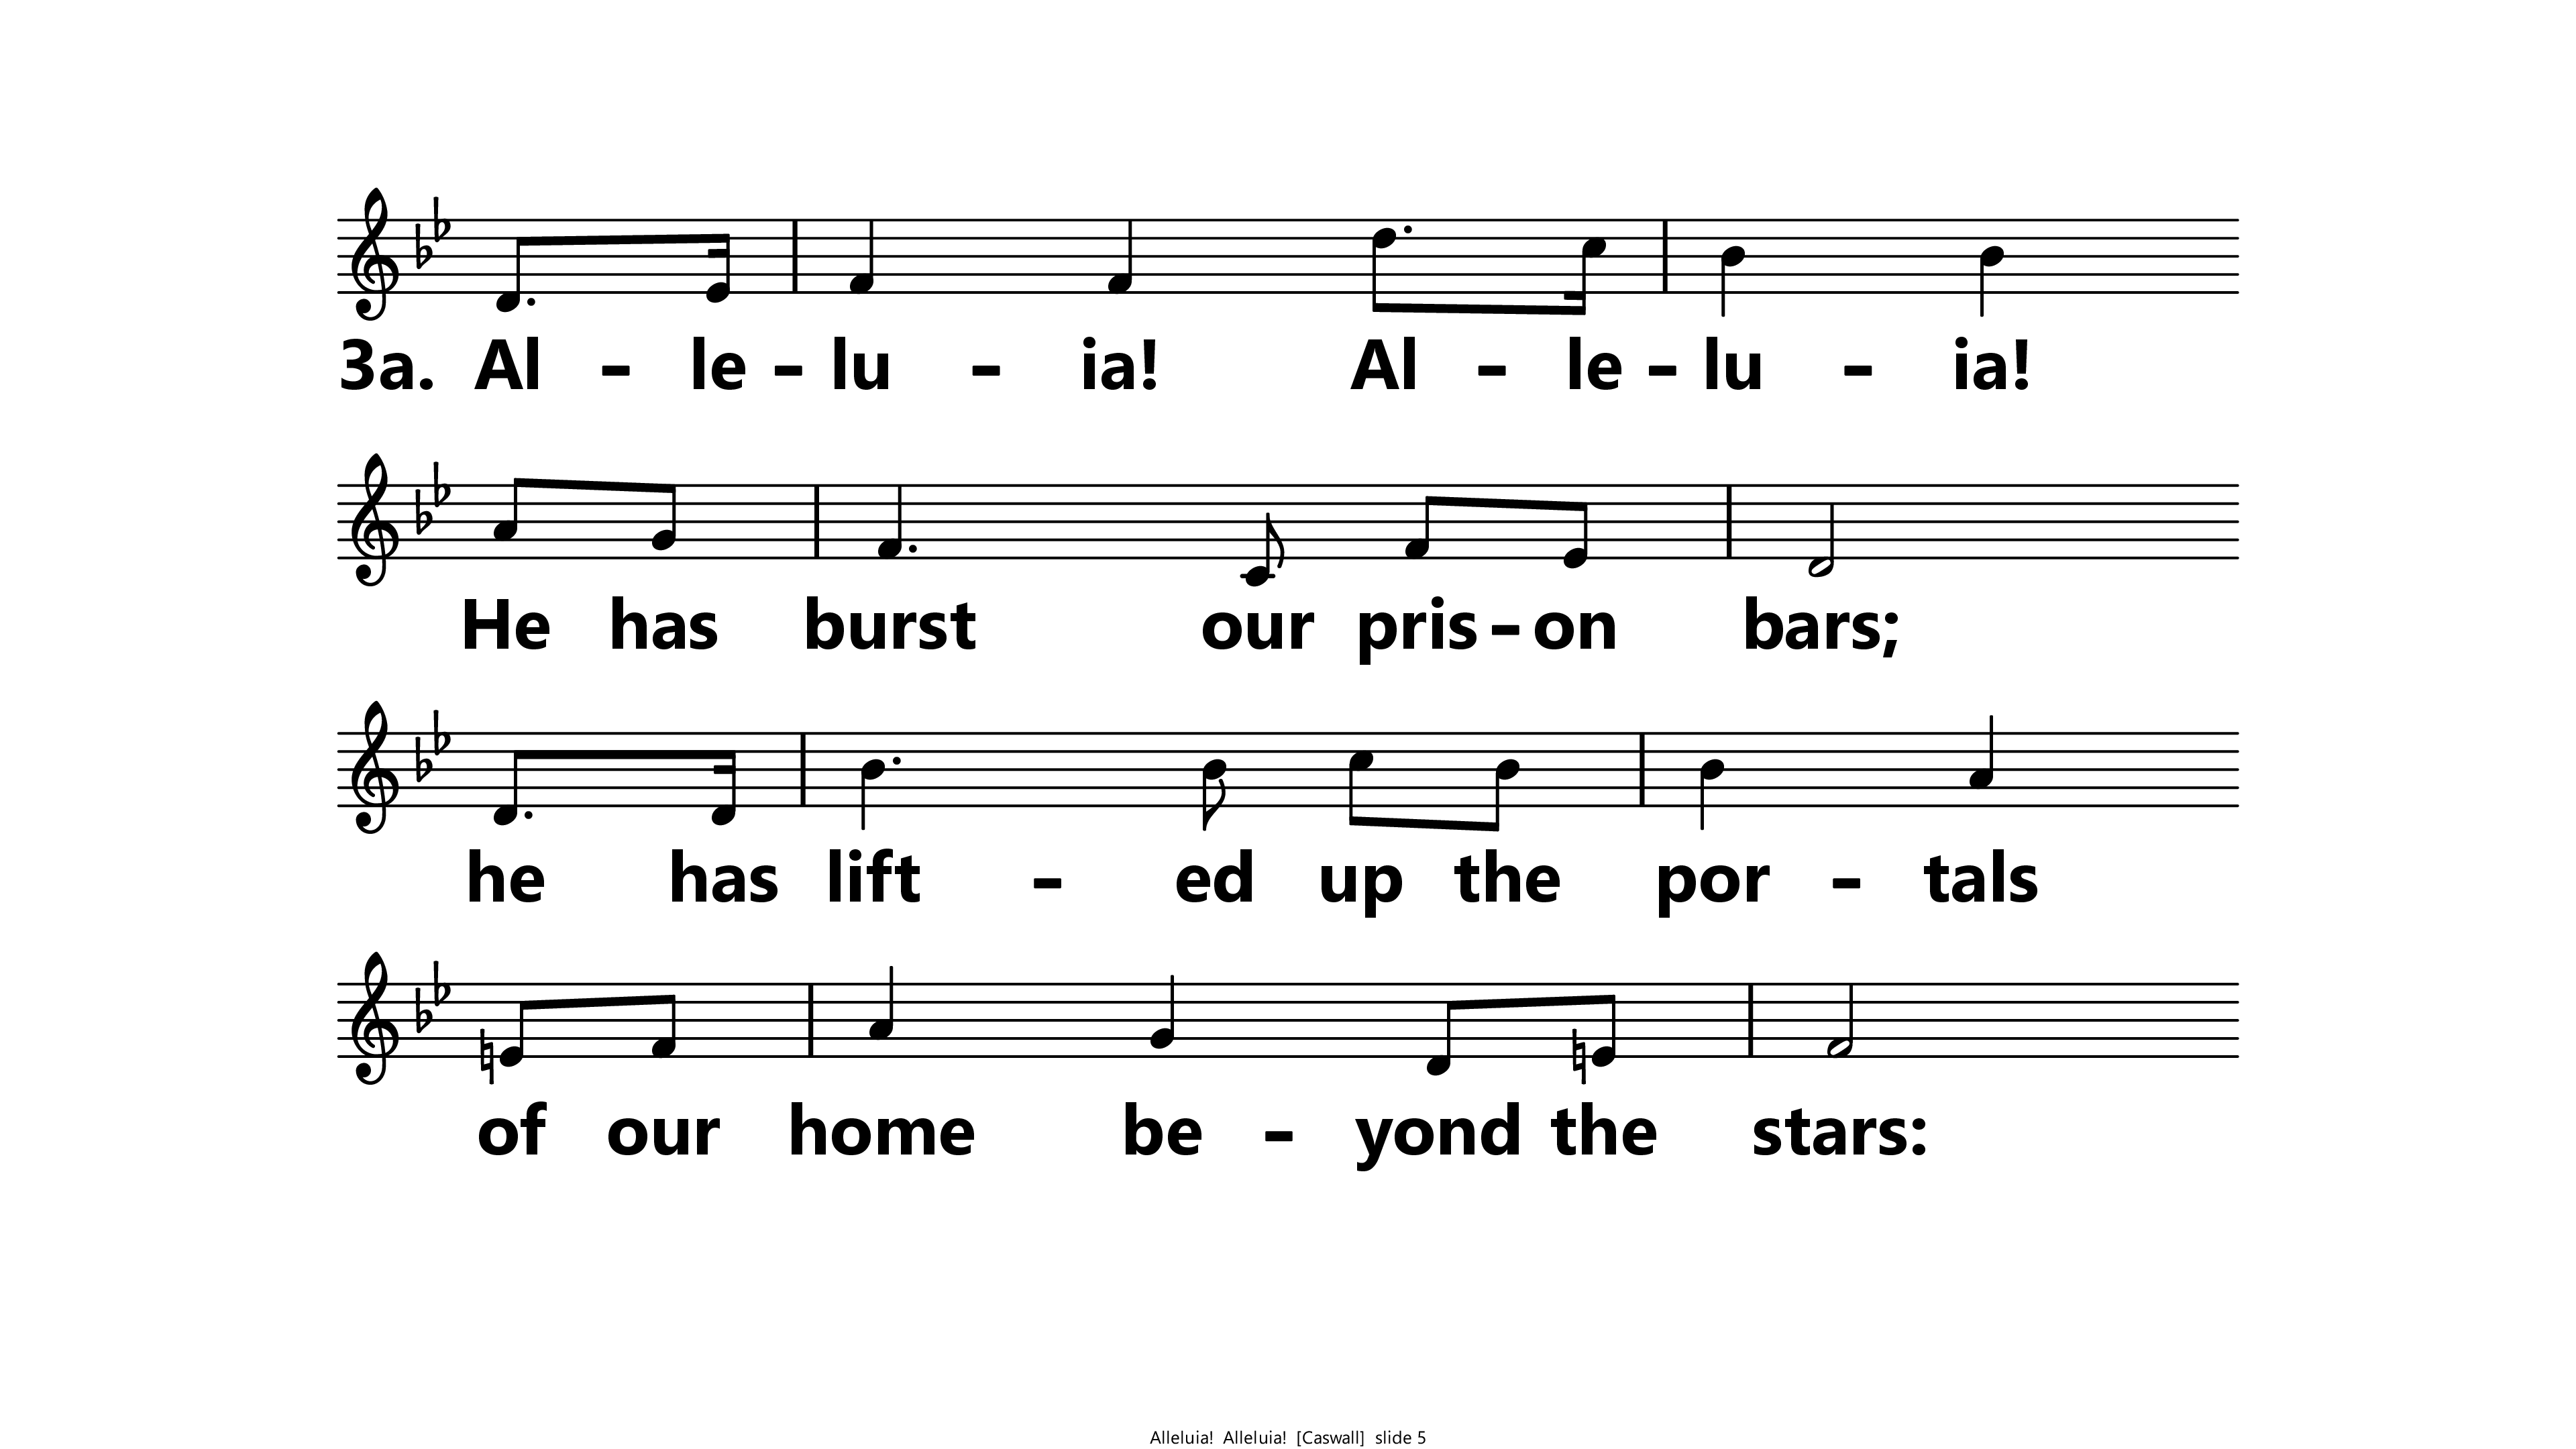 3a. Al - le - lu - ia! Al - le - lu - ia!
He has burst our pris - on bars;
he has lift - ed up the por - tals
of our home be - yond the stars:
Alleluia! Alleluia! [Caswall] slide 5